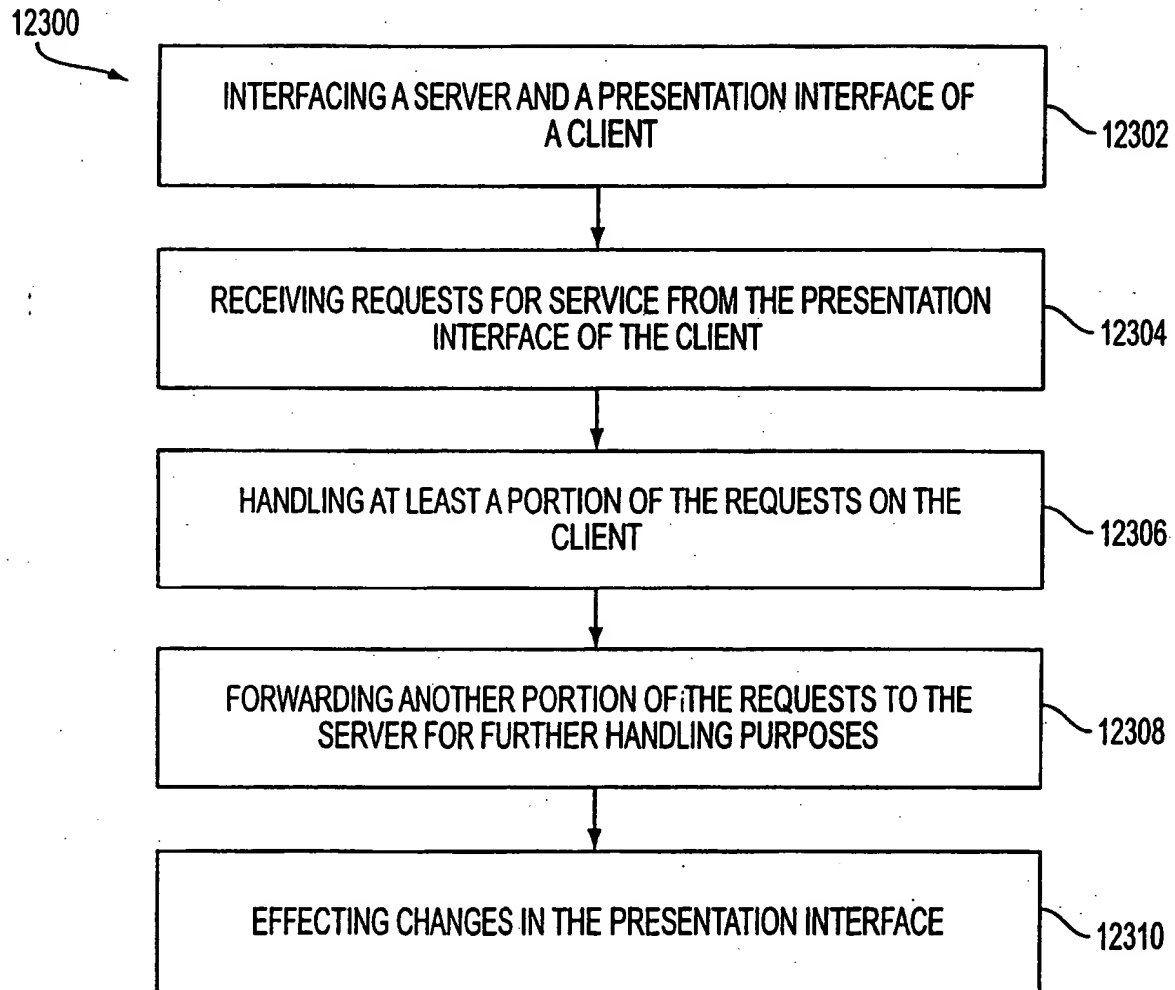 12300
INTERFACING A SERVER AND A PRESENTATION INTERFACE OF
A CLIENT
12302
RECEIVING REQUESTS FOR SERVICE FROM THE PRESENTATION
INTERFACE OF THE CLIENT
12304
HANDLING AT LEAST A PORTION OF THE REQUESTS ON THE
CLIENT
12306
FORWARDING ANOTHER PORTION OF THE REQUESTS TO THE
SERVER FOR FURTHER HANDLING PURPOSES
12308
EFFECTING CHANGES IN THE PRESENTATION INTERFACE
12310